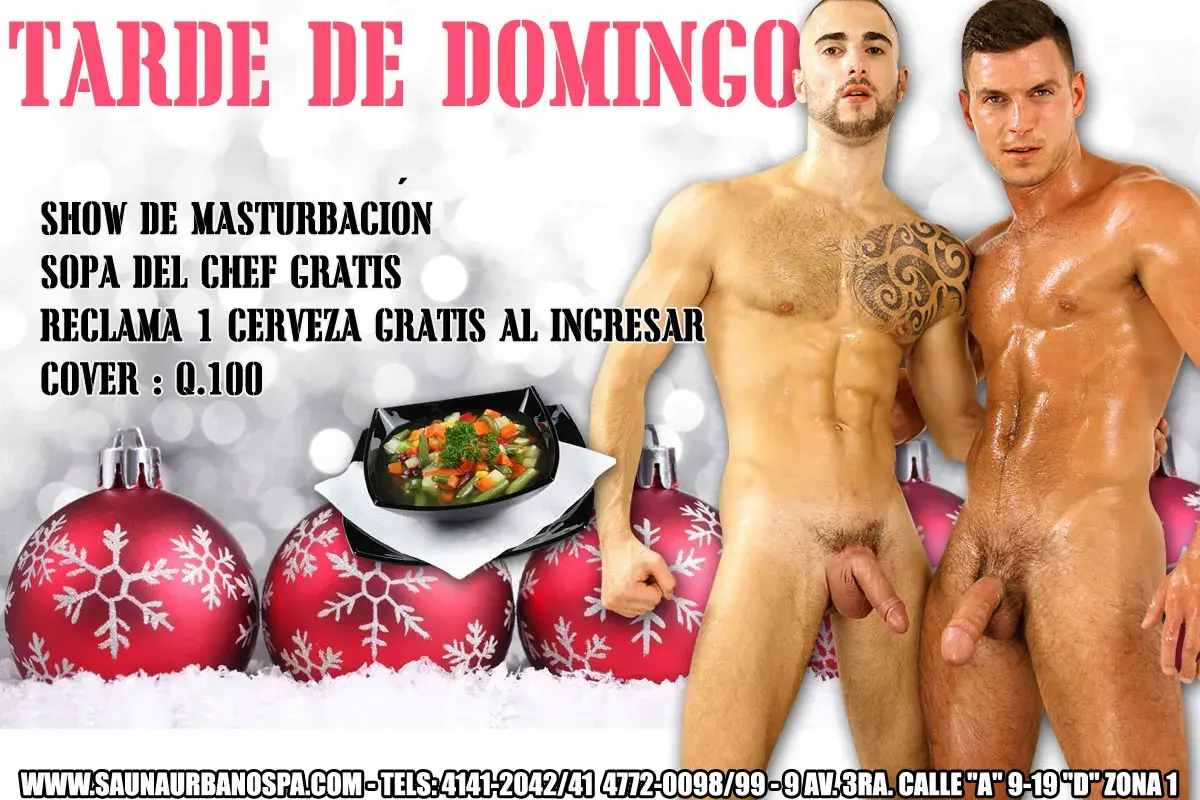 TARDE DE DOMINGO
SHOW DE MASTURBACIÓN
SOPA DEL CHEF GRATIS
RECLAMA 1 CERVEZA GRATIS AL INGRESAR
COVER : Q.100
WWW.SAUNAURBANOSPA.COM - TELS: 4141-2042/41 4772-0098/99 - 9 AV. 3RA. CALLE "A" 9-19 "D" ZONA 1